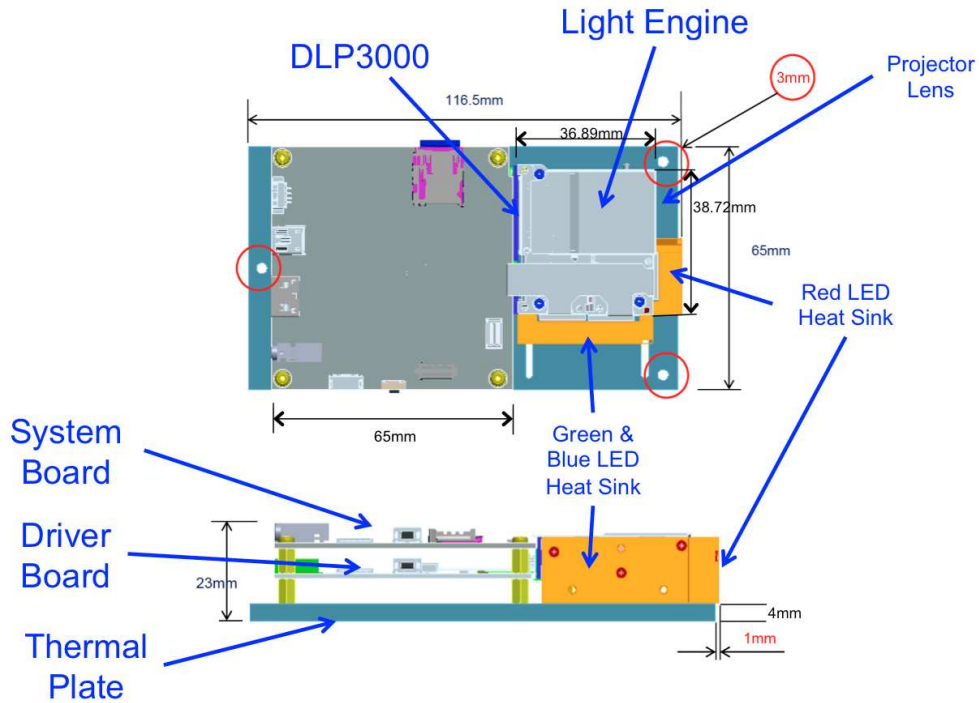 Light Engine
DLP3000
3mm
Projector
Lens
116.5mm
36.89mm
38.72mm
65mm
Red LED
Heat Sink
65mm
Green &
Blue LED
Heat Sink
System
Board
Driver
Board
23mm
4mm
1mm
Thermal
Plate